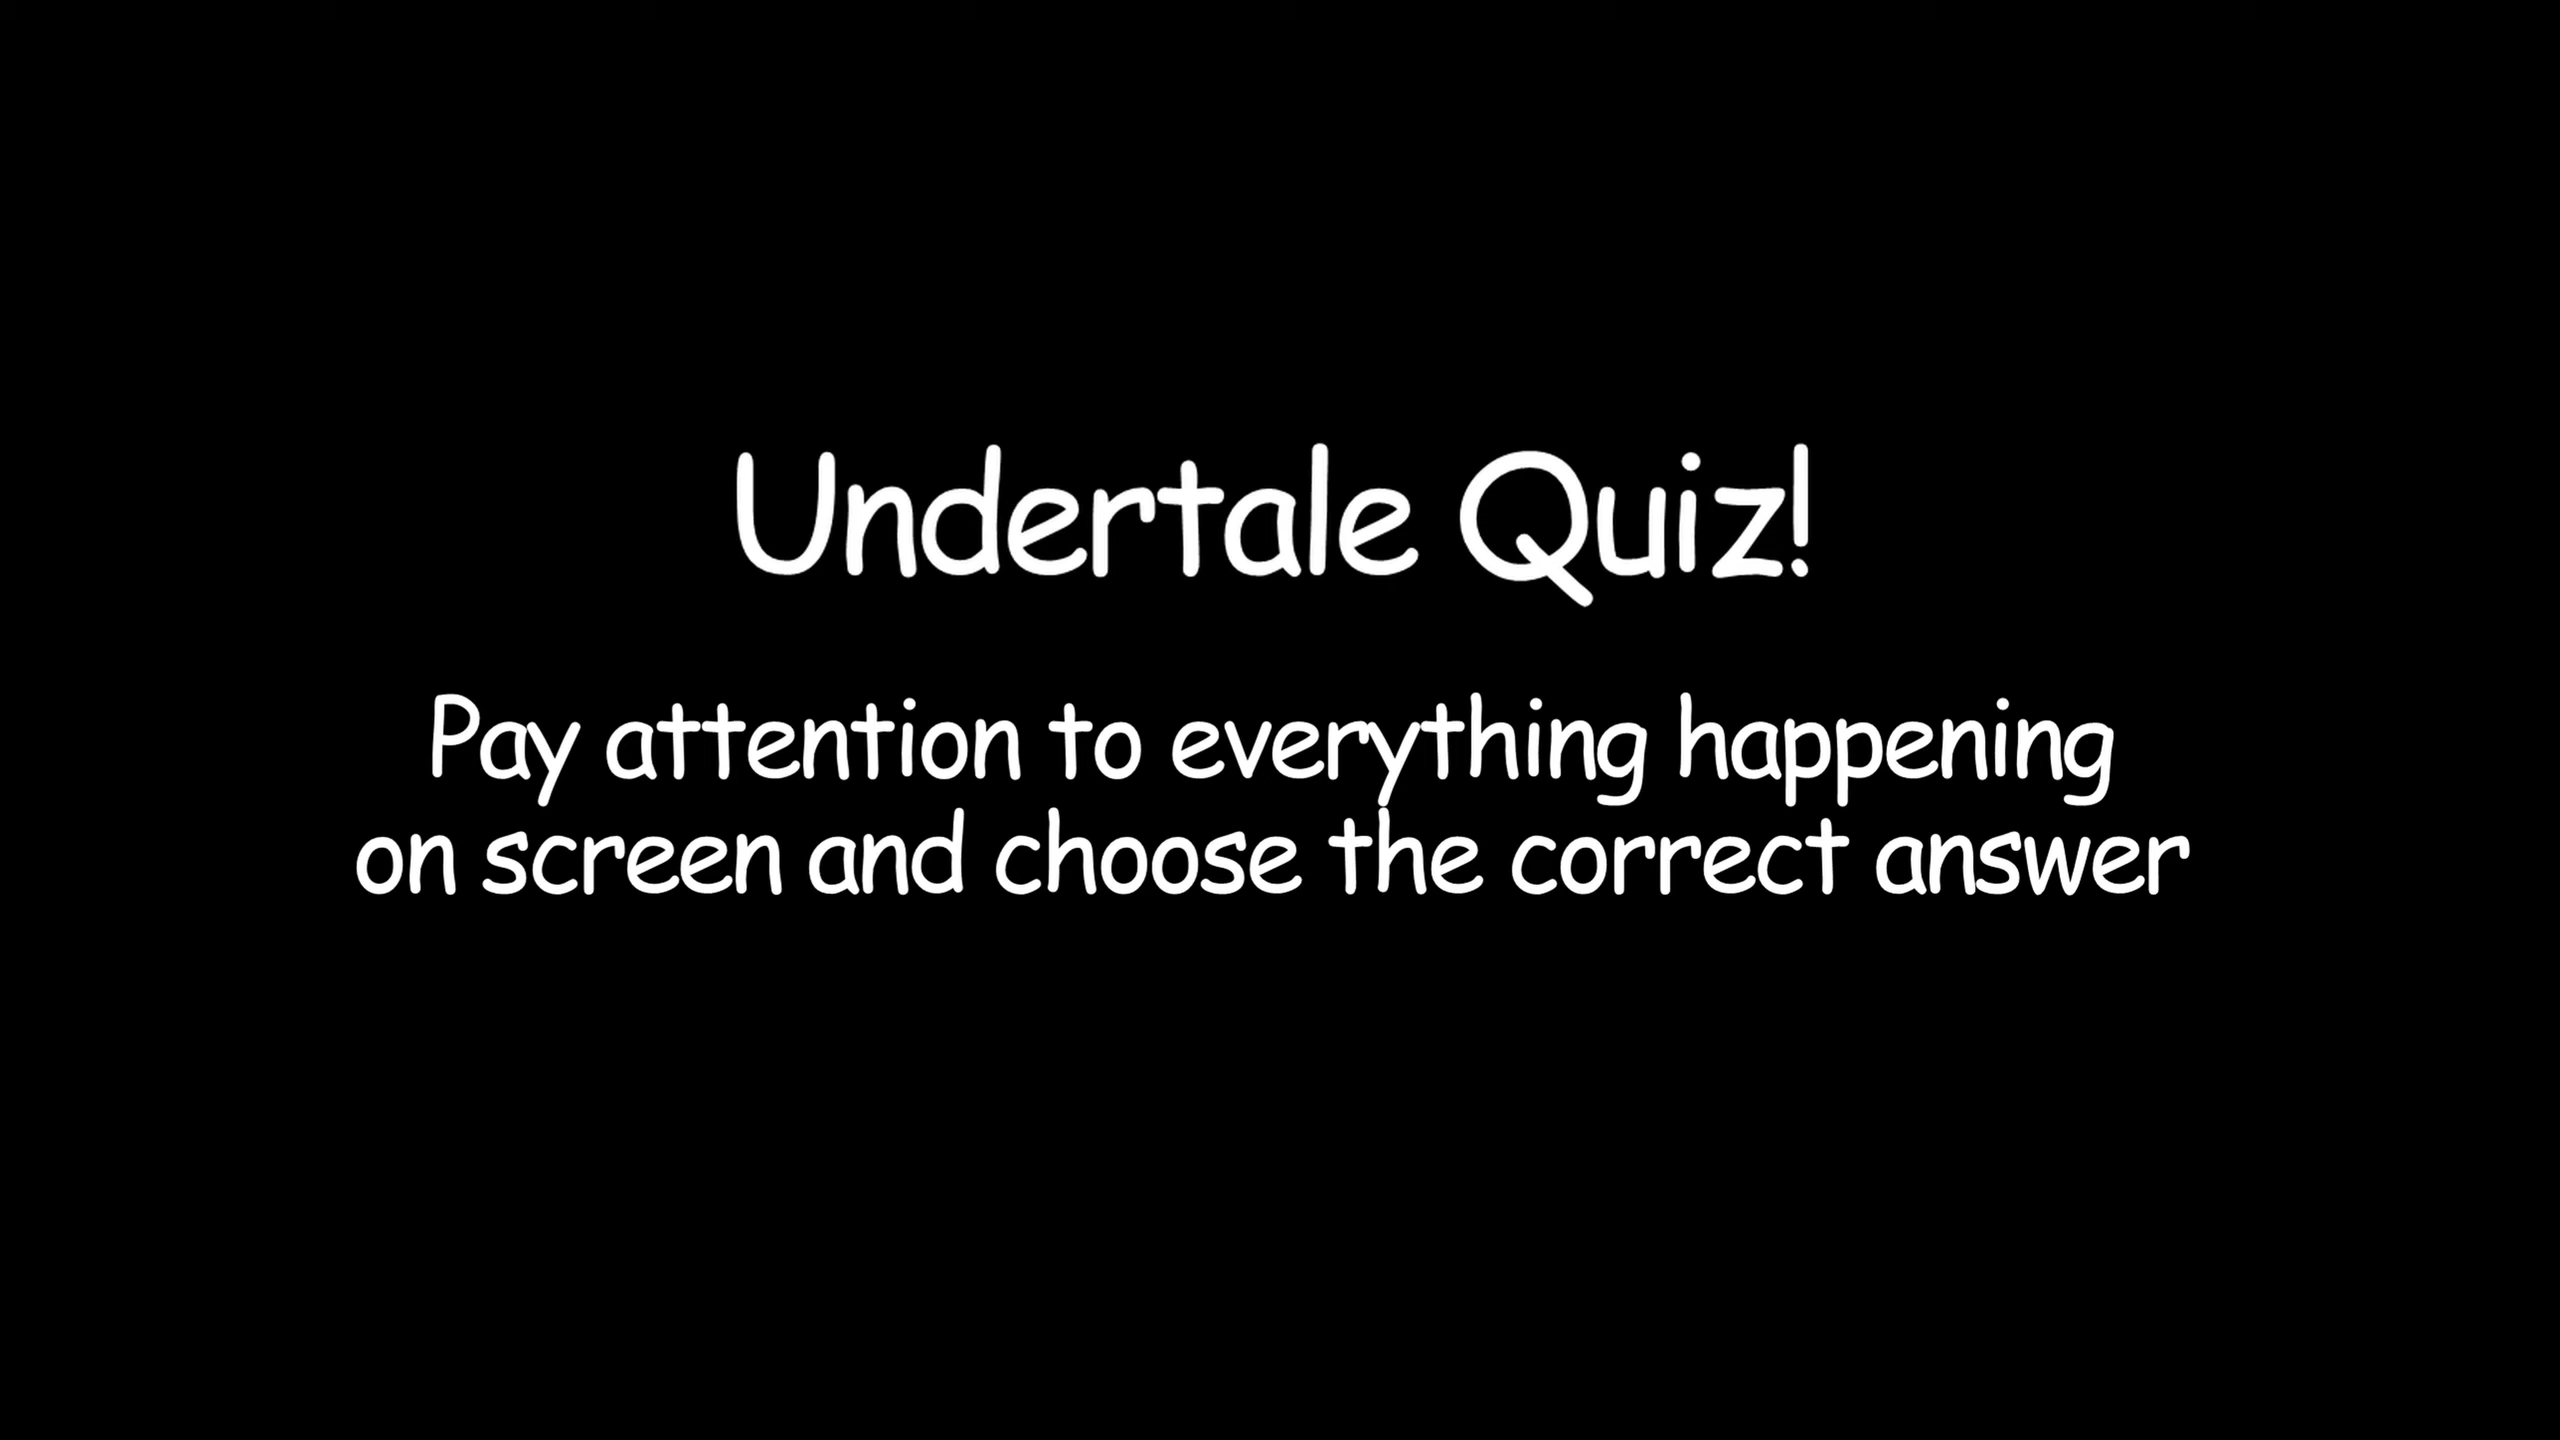 Undertale Quiz!
Pay attention to everything happening
on screen and choose the correct answer